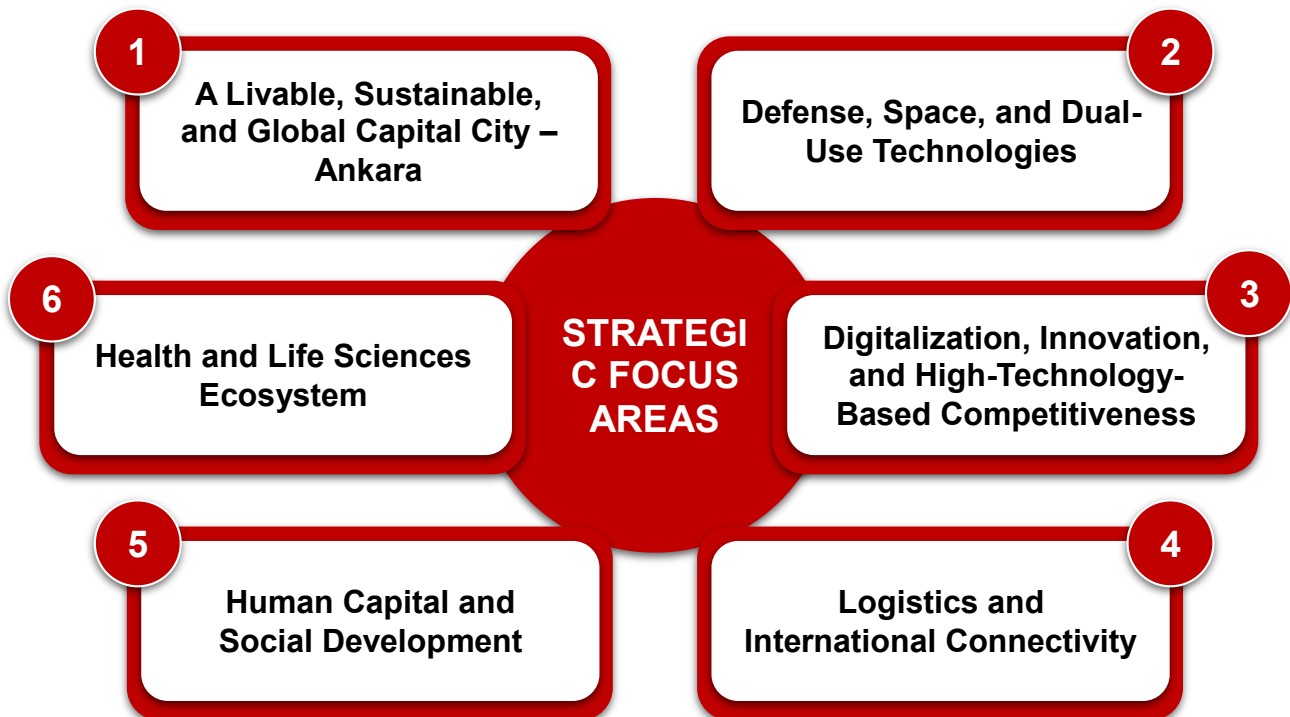 1
A Livable, Sustainable,
and Global Capital City –
Ankara
2
Defense, Space, and Dual-
Use Technologies
6
Health and Life Sciences
Ecosystem
STRATEGI
C FOCUS
AREAS
3
Digitalization, Innovation,
and High-Technology-
Based Competitiveness
5
Human Capital and
Social Development
4
Logistics and
International Connectivity